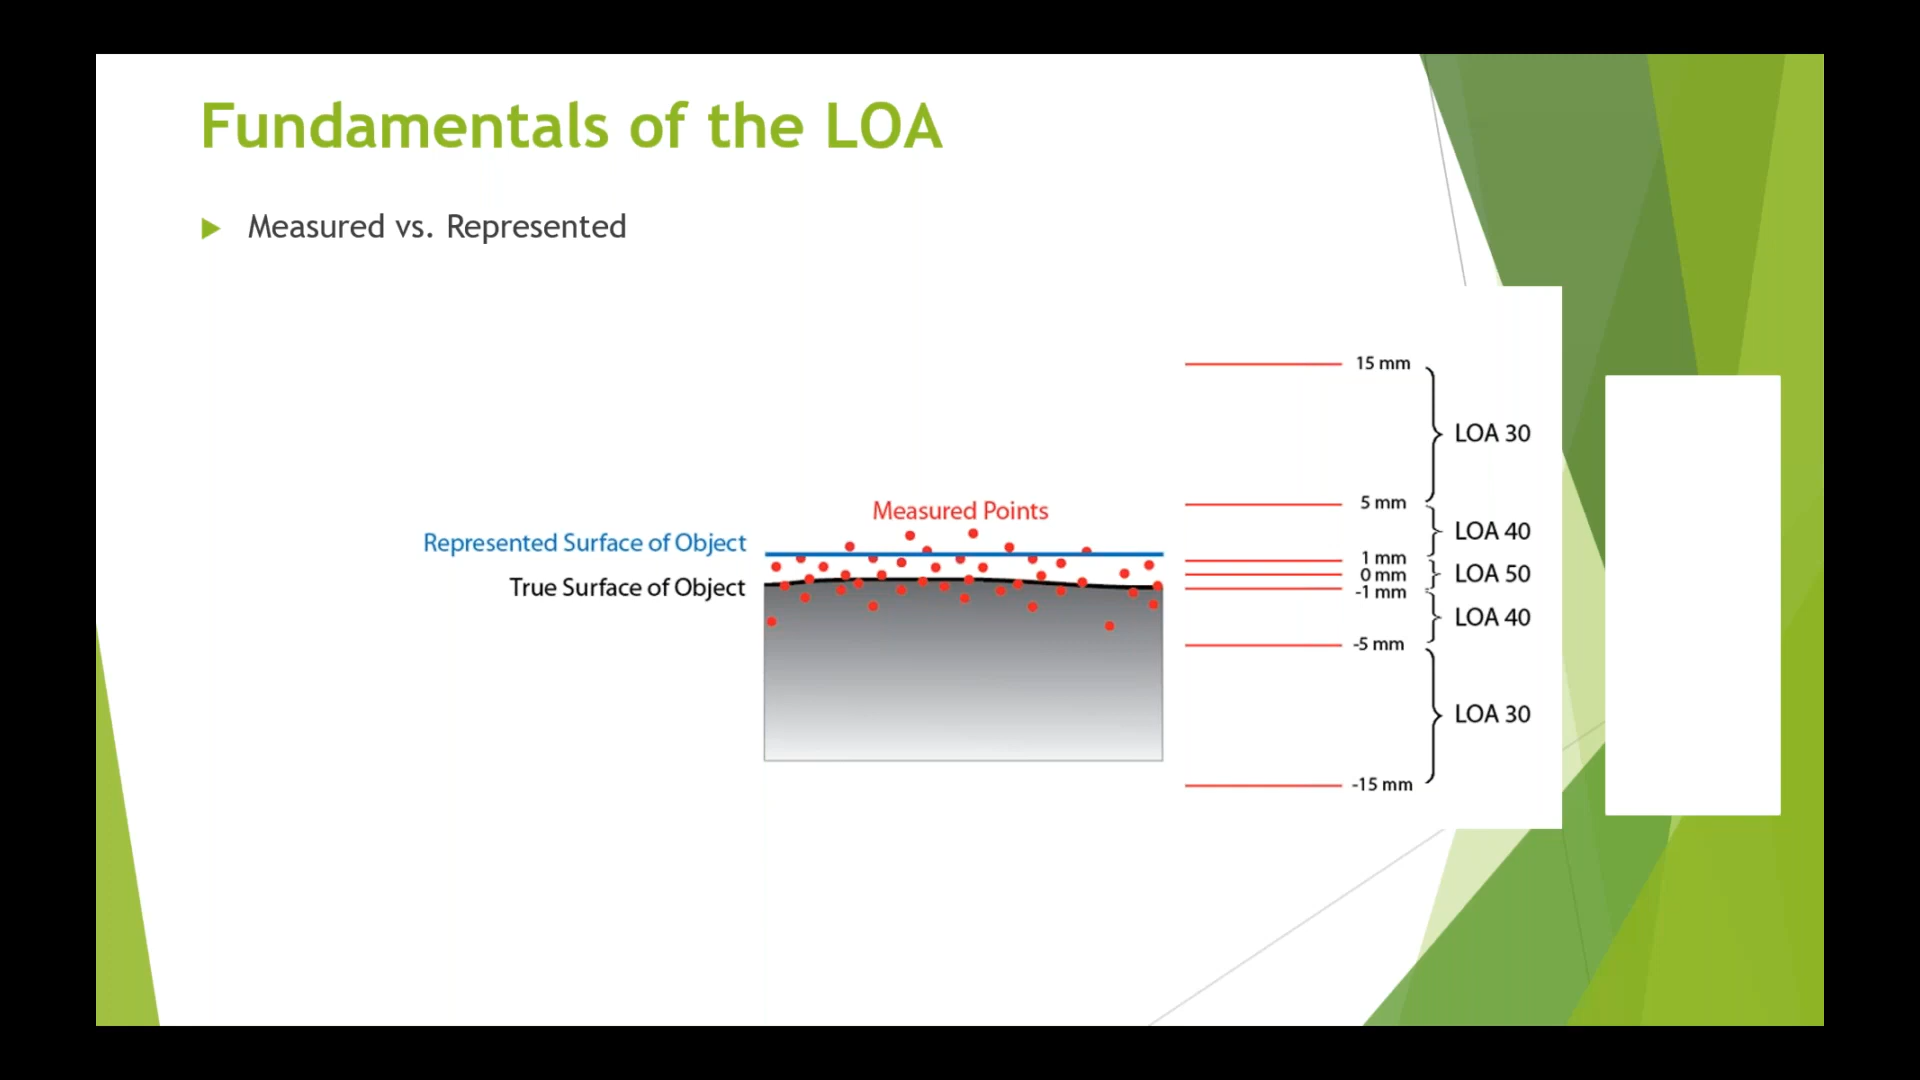 Fundamentals of the LOA
Measured vs. Represented
15 mm
LOA 30
5 mm
Measured Points
LOA 40
Represented Surface of Object
1 mm
0 mm
LOA 50
True Surface of Object
-1 mm
LOA 40
-5 mm
LOA 30
-15 mm